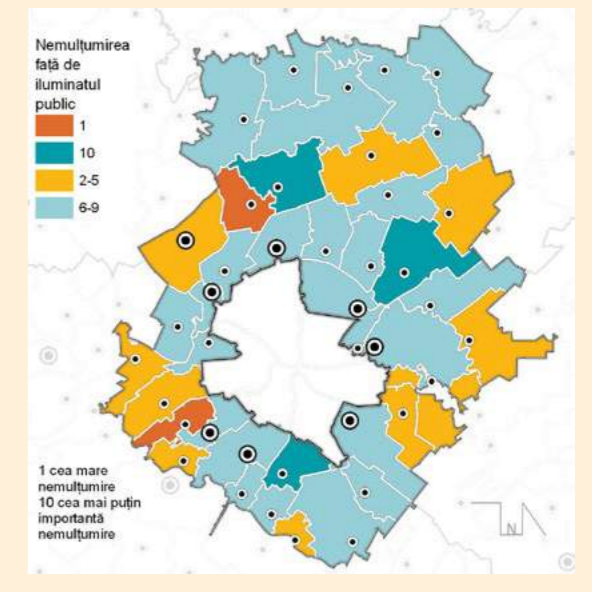 Nemulțumirea
față de
iluminatul
public
1
10
2-5
6-9
1 cea mare
nemulțumire
10 cea mai puțin
importantă
nemulțumire
N